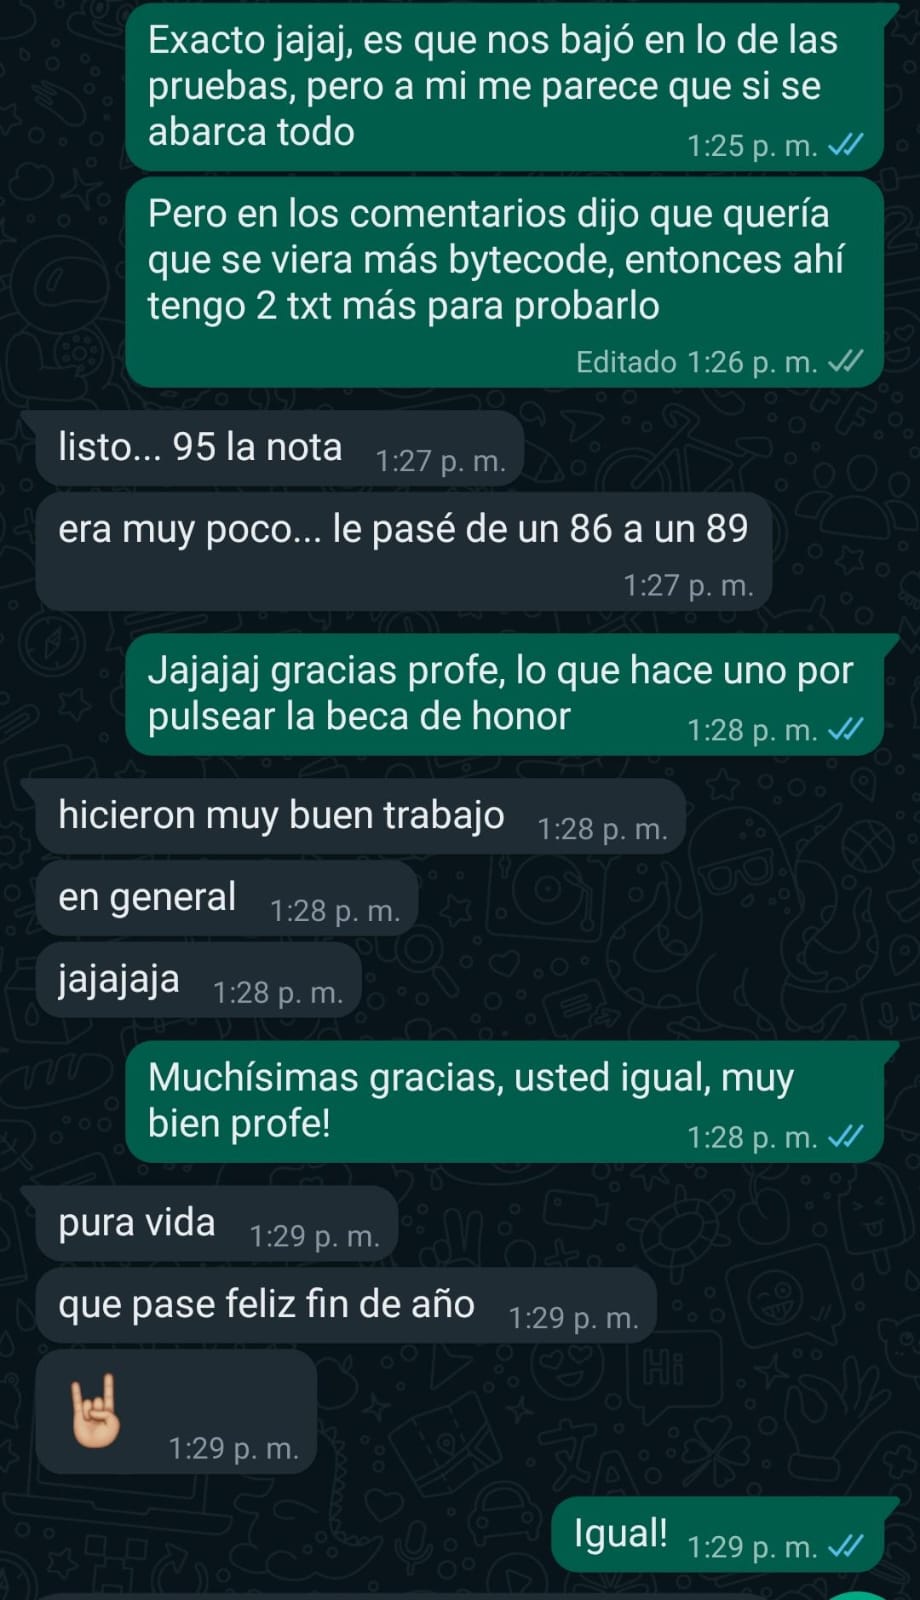 Exacto jajaj, es que nos bajó en lo de las
pruebas, pero a mi me parece que si se
abarca todo
1:25 p. m.
Pero en los comentarios dijo que quería
que se viera más bytecode, entonces ahí
tengo 2 txt más para probarlo
Editado 1:26 p. m.
listo... 95 la nota 1:27 p. m.
era muy poco... le pasé de un 86 a un 89
1:27 p. m.
Jajajaj gracias profe, lo que hace uno por
pulsear la beca de honor 1:28 p. m.
hicieron muy buen trabajo 1:28 p. m.
en general 1:28 p. m.
jajajaja 1:28 p. m.
Muchísimas gracias, usted igual, muy
bien profe! 1:28 p. m.
pura vida 1:29 p. m.
que pase feliz fin de año 1:29 p. m.
1:29 p. m.
Igual! 1:29 p. m.